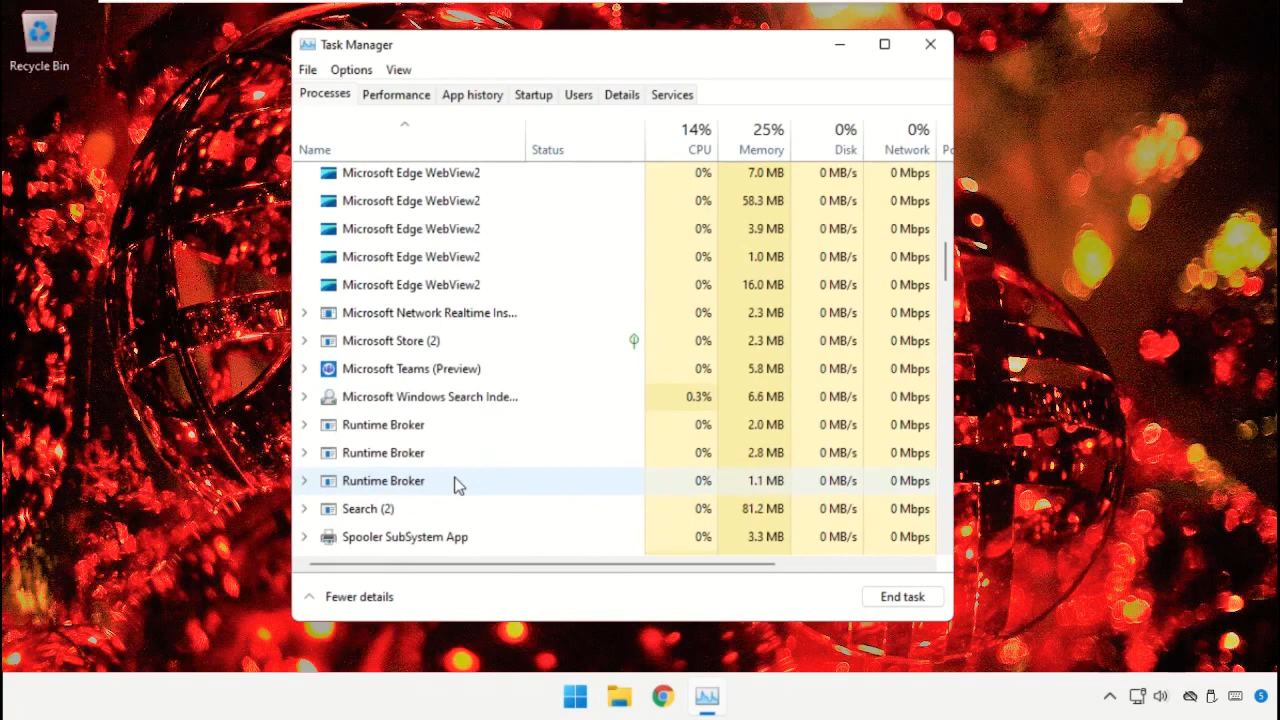 Recycle Bin
Task Manager
File Options View
Processes Performance App history Startup Users Details Services
14% 25% 0% 0%
Name Status CPU Memory Disk Network Pc
Microsoft Edge WebView2 0% 7.0 MB 0 MB/s 0 Mbps
Microsoft Edge WebView2 0% 58.3 MB 0 MB/s 0 Mbps
Microsoft Edge WebView2 0% 3.9 MB 0 MB/s 0 Mbps
Microsoft Edge WebView2 0% 1.0 MB 0 MB/s 0 Mbps
Microsoft Edge WebView2 0% 16.0 MB 0 MB/s 0 Mbps
Microsoft Network Realtime Ins... 0% 2.3 MB 0 MB/s 0 Mbps
Microsoft Store (2) 0% 2.3 MB 0 MB/s 0 Mbps
Microsoft Teams (Preview) 0% 5.8 MB 0 MB/s 0 Mbps
Microsoft Windows Search Inde... 0.3% 6.6 MB 0 MB/s 0 Mbps
Runtime Broker 0% 2.0 MB 0 MB/s 0 Mbps
Runtime Broker 0% 2.8 MB 0 MB/s 0 Mbps
Runtime Broker 0% 1.1 MB 0 MB/s 0 Mbps
Search (2) 0% 81.2 MB 0 MB/s 0 Mbps
Spooler SubSystem App 0% 3.3 MB 0 MB/s 0 Mbps
Fewer details End task
5